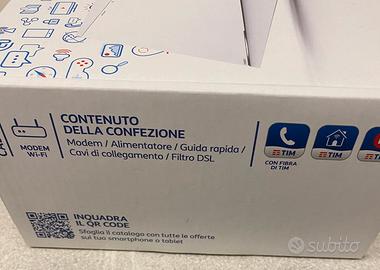 CONTENUTO
DELLA CONFEZIONE
Modem / Alimentatore / Guida rapida /
Cavi di collegamento / Filtro DSL
MODEM
Wi-Fi
TIM
TIM
CON FIBRA
DI TIM
INQUADRA
IL QR CODE
Sfoglia il catalogo con tutte le offerte
sul tuo smartphone o tablet
subito